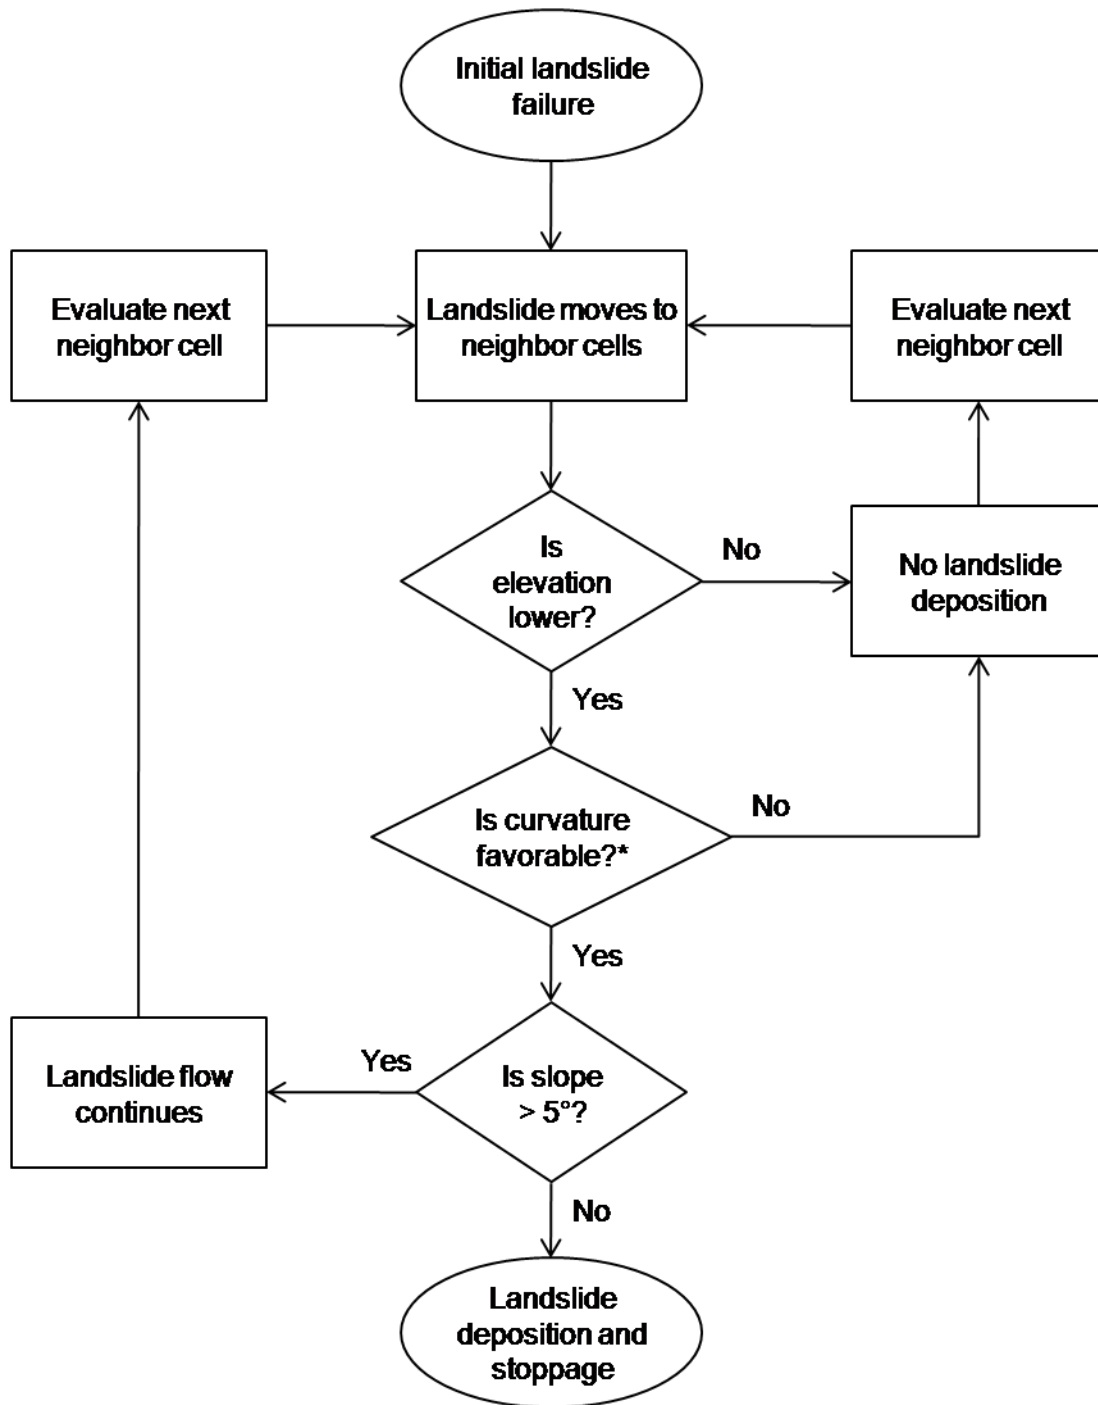 Initial landslide
failure
Evaluate next
neighbor cell
Landslide moves to
neighbor cells
Evaluate next
neighbor cell
Is
elevation
lower?
No
No landslide
deposition
Yes
Is curvature
favorable?*
No
Yes
Landslide flow
continues
Yes
Is slope
> 5°?
No
Landslide
deposition and
stoppage